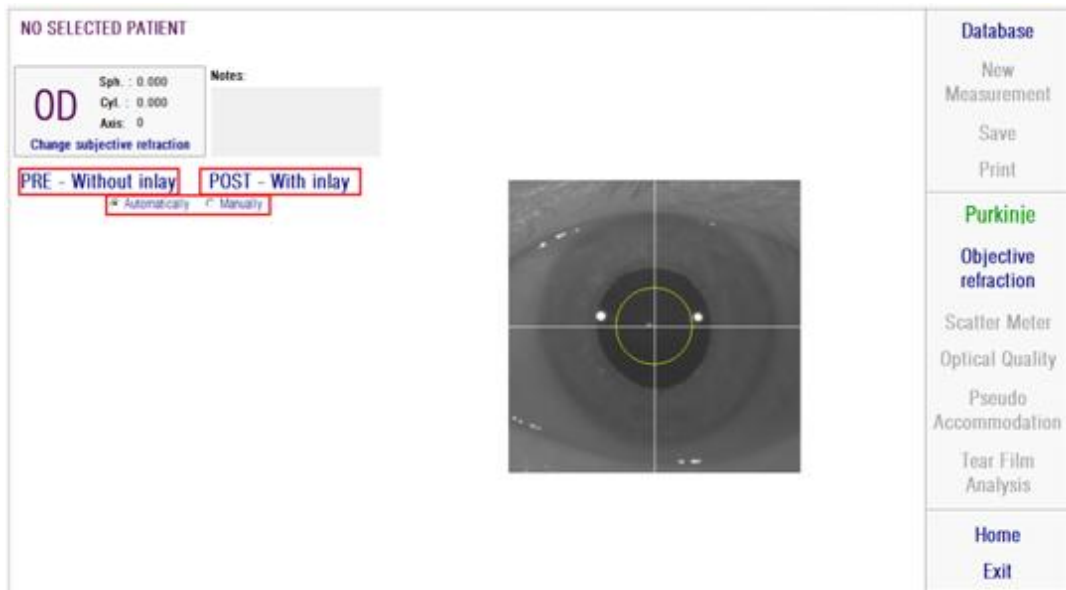 NO SELECTED PATIENT
OD
Sph. : 0.000
Cyl. : 0.000
Axis: 0
Change subjective refraction
Notes:
PRE - Without inlay
POST - With inlay
Automatically
Manually
Database
New
Measurement
Save
Print
Purkinje
Objective
refraction
Scatter Meter
Optical Quality
Pseudo
Accommodation
Tear Film
Analysis
Home
Exit